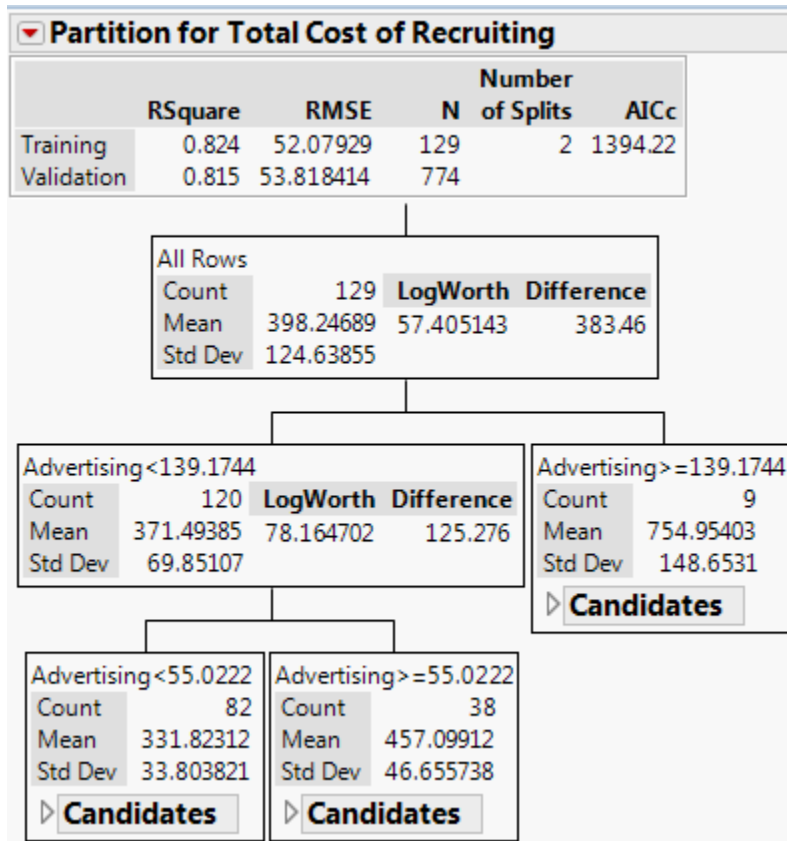 Partition for Total Cost of Recruiting
Number
RSquare RMSE N of Splits AICc
Training 0.824 52.07929 129 2 1394.22
Validation 0.815 53.818414 774
All Rows
Count 129 LogWorth Difference
Mean 398.24689 57.405143 383.46
Std Dev 124.63855
Advertising<139.1744
Count 120 LogWorth Difference
Mean 371.49385 78.164702 125.276
Std Dev 69.85107
Advertising>=139.1744
Count 9
Mean 754.95403
Std Dev 148.6531
Candidates
Advertising<55.0222
Count 82
Mean 331.82312
Std Dev 33.803821
Candidates
Advertising>=55.0222
Count 38
Mean 457.09912
Std Dev 46.655738
Candidates